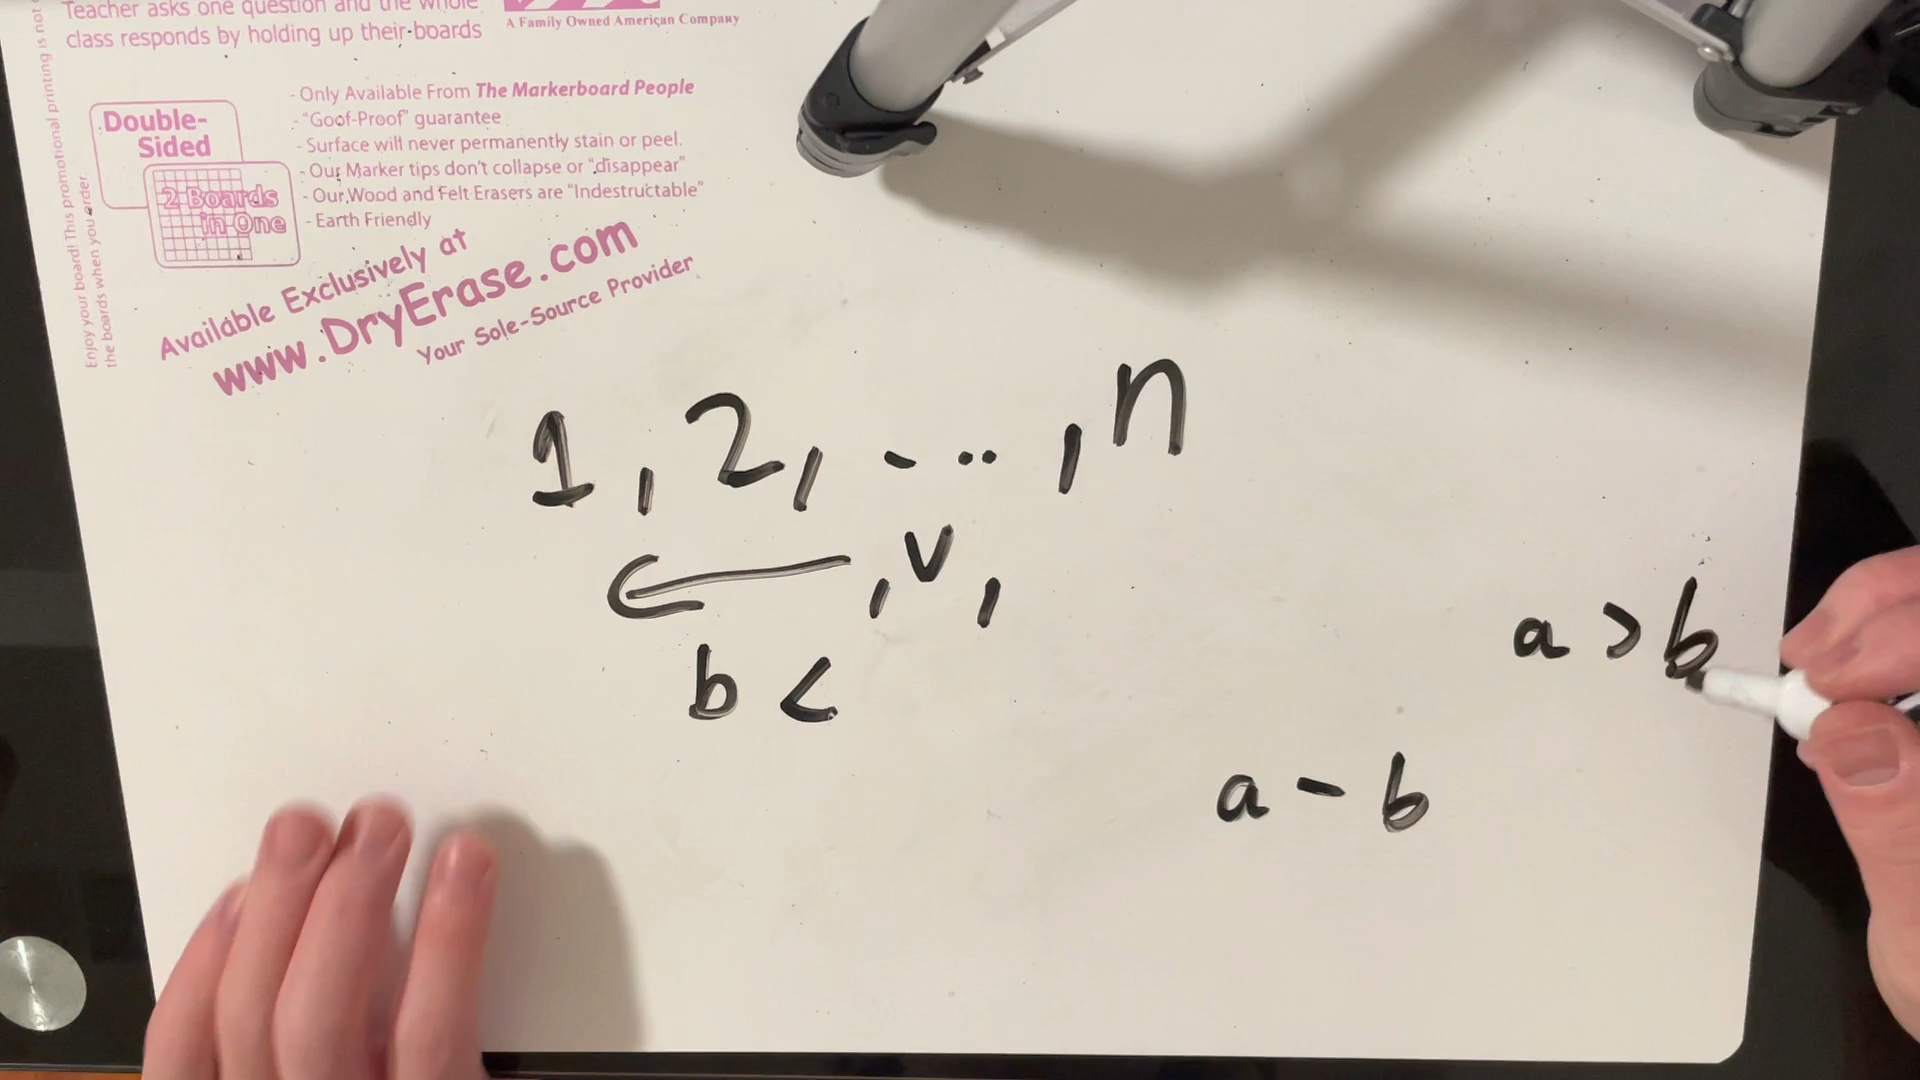 Teacher asks one question and the whole
class responds by holding up their boards
A Family Owned American Company
Enjoy your board! This promotional printing is not
the boards when you order.
Double-
Sided
2 Boards
in One
- Only Available From The Markerboard People
- "Goof-Proof" guarantee
- Surface will never permanently stain or peel.
- Our Marker tips don't collapse or "disappear"
- Our Wood and Felt Erasers are "Indestructable"
- Earth Friendly
Available Exclusively at
www.DryErase.com
Your Sole-Source Provider
1, 2, ..., n
, v,
b <
a > b
a - b